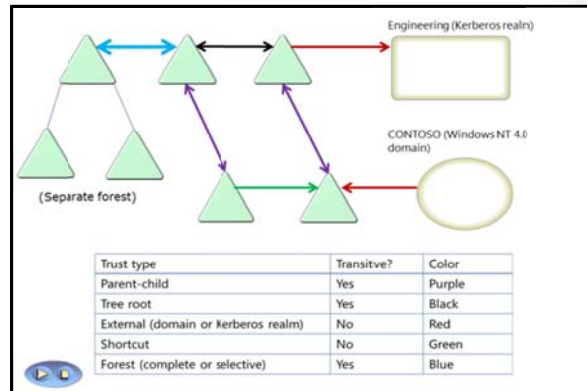 Engineering (Kerberos realm)
CONTOSO (Windows NT 4.0
domain)
(Separate forest)
Trust type Transitve? Color
Parent-child Yes Purple
Tree root Yes Black
External (domain or Kerberos realm) No Red
Shortcut No Green
Forest (complete or selective) Yes Blue